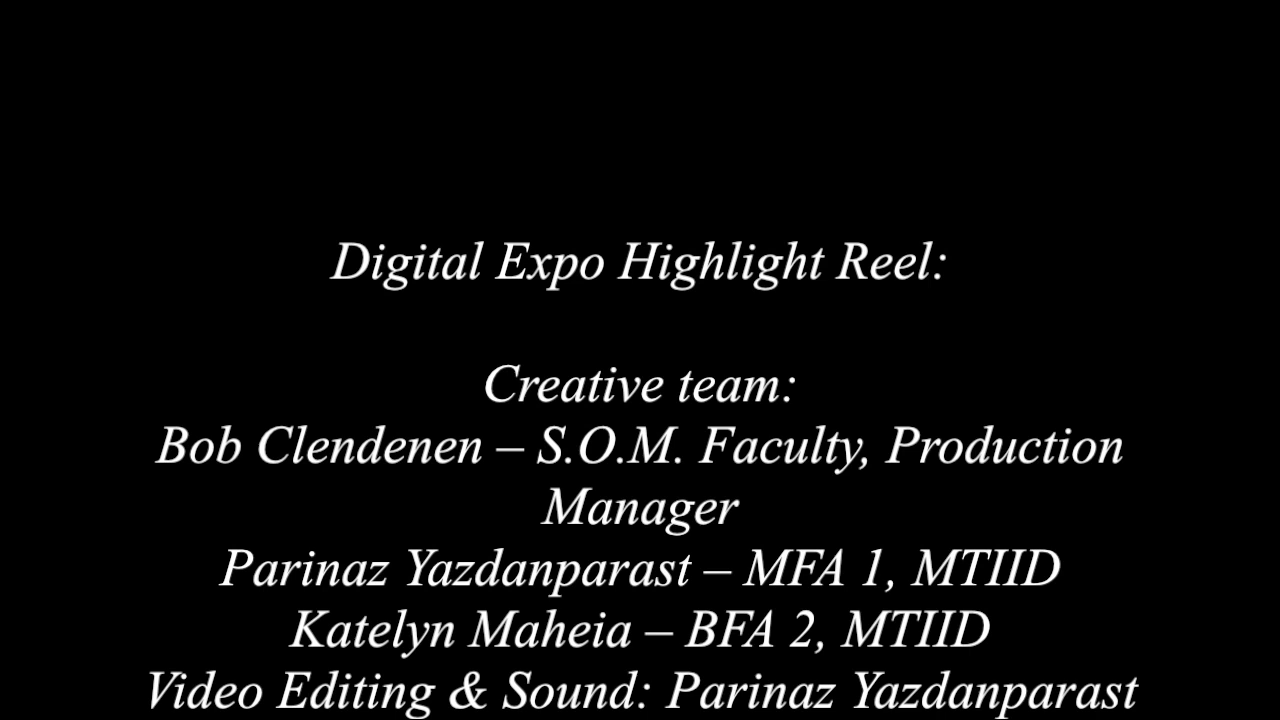 Digital Expo Highlight Reel:
Creative team:
Bob Clendenen – S.O.M. Faculty, Production
Manager
Parinaz Yazdanparast – MFA 1, MTIID
Katelyn Maheia – BFA 2, MTIID
Video Editing & Sound: Parinaz Yazdanparast